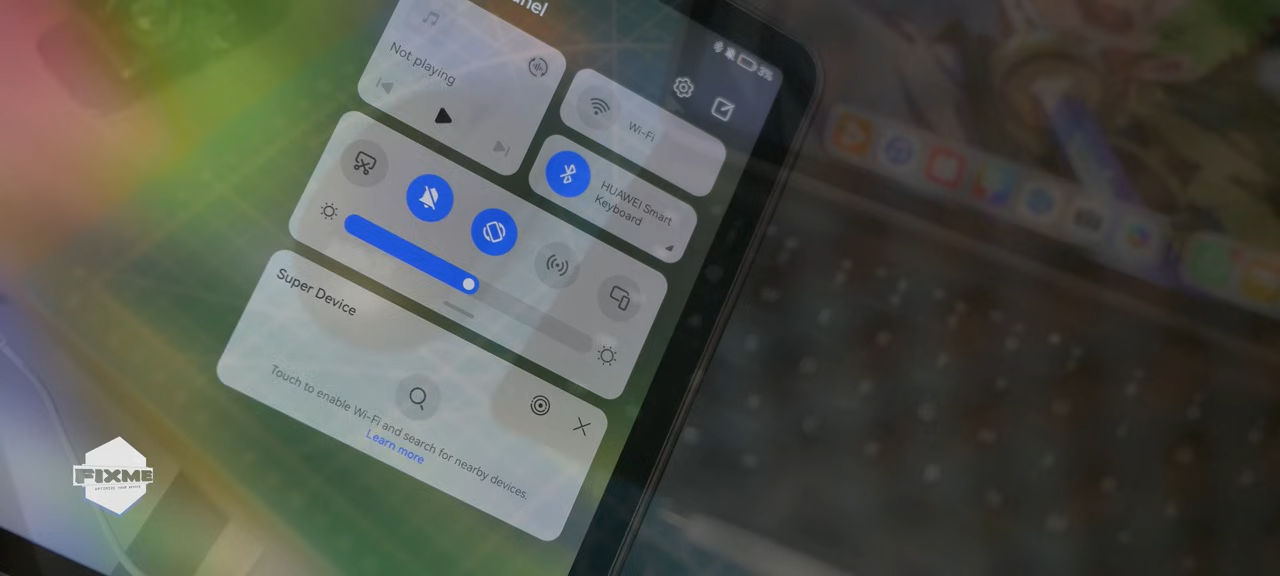 nel
Not playing
Wi-Fi
HUAWEI Smart
Keyboard
Super Device
Touch to enable Wi-Fi and search for nearby devices.
Learn more
FIXME